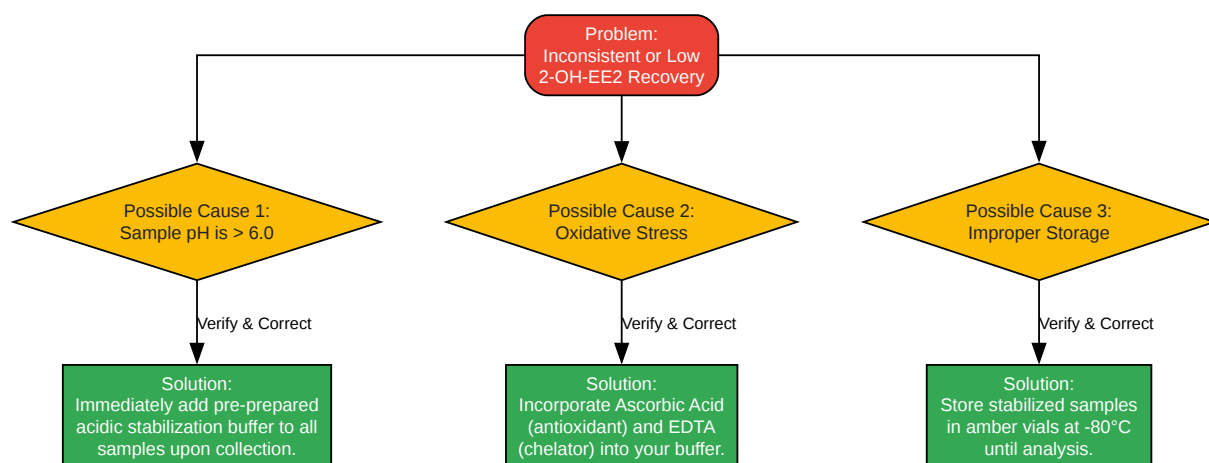 Problem:
Inconsistent or Low
2-OH-EE2 Recovery
Possible Cause 1:
Sample pH is > 6.0
Possible Cause 2:
Oxidative Stress
Possible Cause 3:
Improper Storage
Verify & Correct
Verify & Correct
Verify & Correct
Solution:
Immediately add pre-prepared
acidic stabilization buffer to all
samples upon collection.
Solution:
Incorporate Ascorbic Acid
(antioxidant) and EDTA
(chelator) into your buffer.
Solution:
Store stabilized samples
in amber vials at -80°C
until analysis.